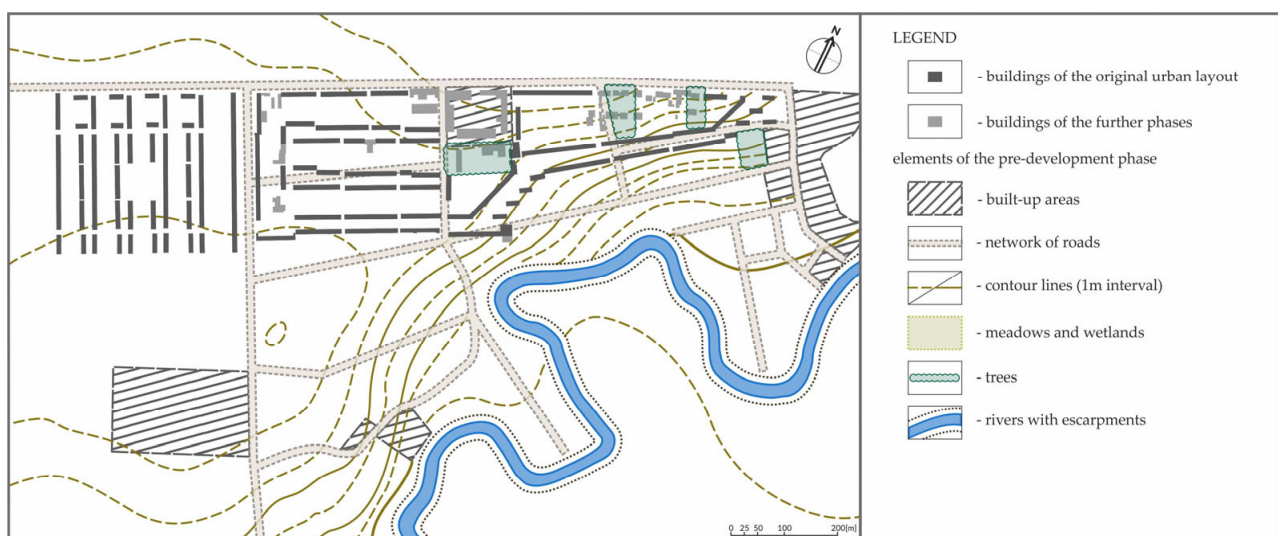 N
LEGEND
- buildings of the original urban layout
- buildings of the further phases
elements of the pre-development phase
- built-up areas
- network of roads
- contour lines (1m interval)
- meadows and wetlands
- trees
- rivers with escarpments
0 25 50 100 200[m]